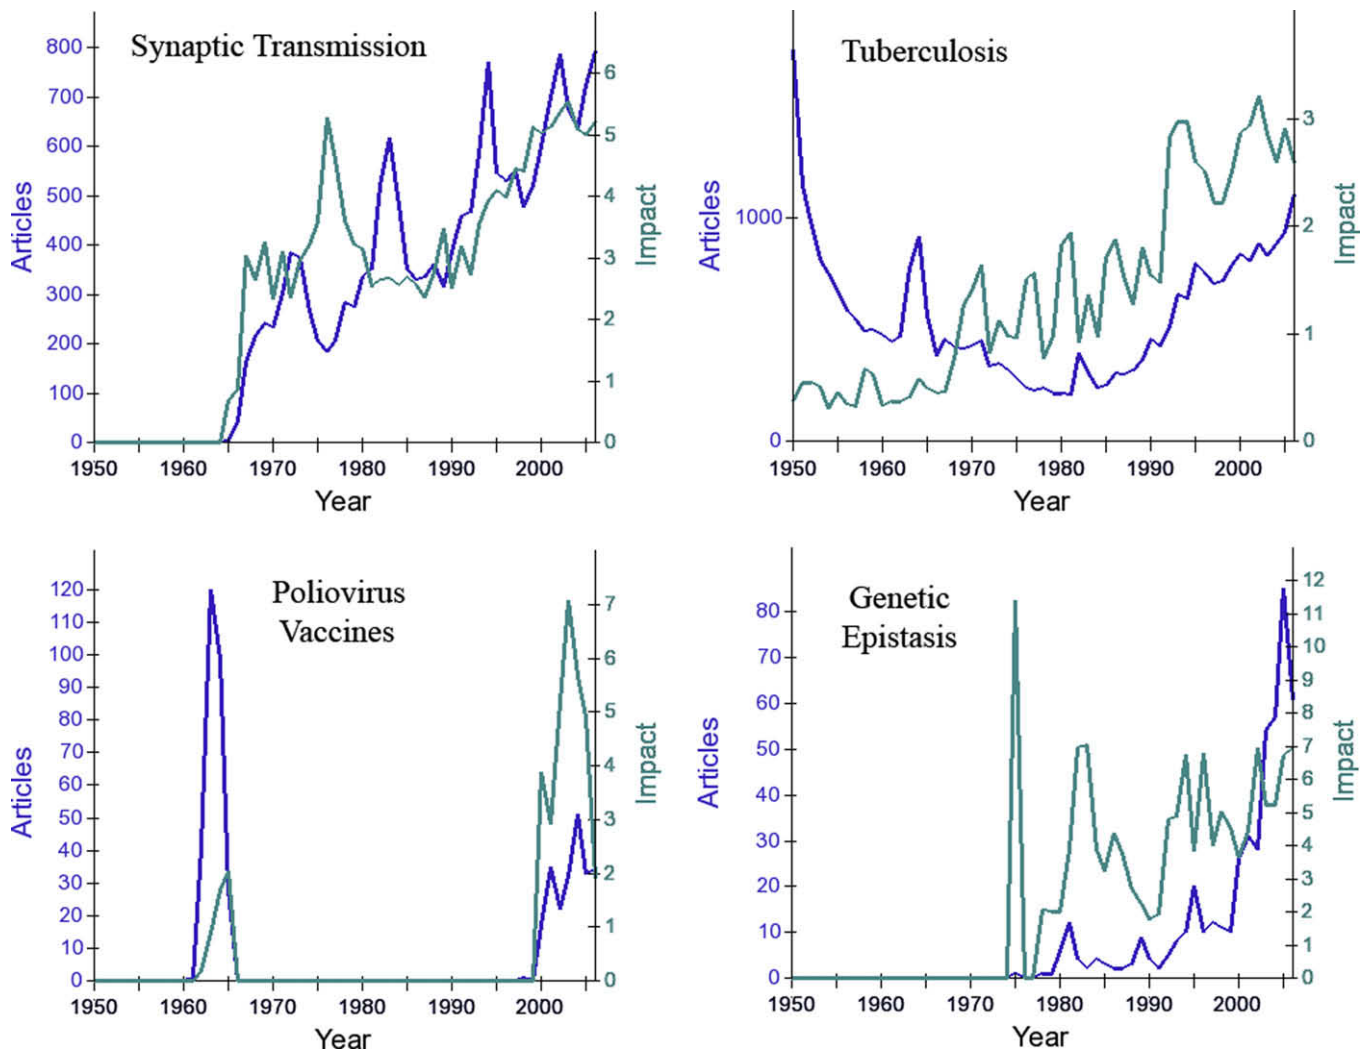 Synaptic Transmission
800
700
600
500
400
300
200
100
0
Articles
6
5
4
3
2
1
0
Impact
1950 1960 1970 1980 1990 2000
Year
Tuberculosis
1000
0
Articles
3
2
1
0
Impact
1950 1960 1970 1980 1990 2000
Year
Poliovirus
Vaccines
120
110
100
90
80
70
60
50
40
30
20
10
0
Articles
7
6
5
4
3
2
1
0
Impact
1950 1960 1970 1980 1990 2000
Year
Genetic
Epistasis
80
70
60
50
40
30
20
10
0
Articles
12
11
10
9
8
7
6
5
4
3
2
1
0
Impact
1950 1960 1970 1980 1990 2000
Year